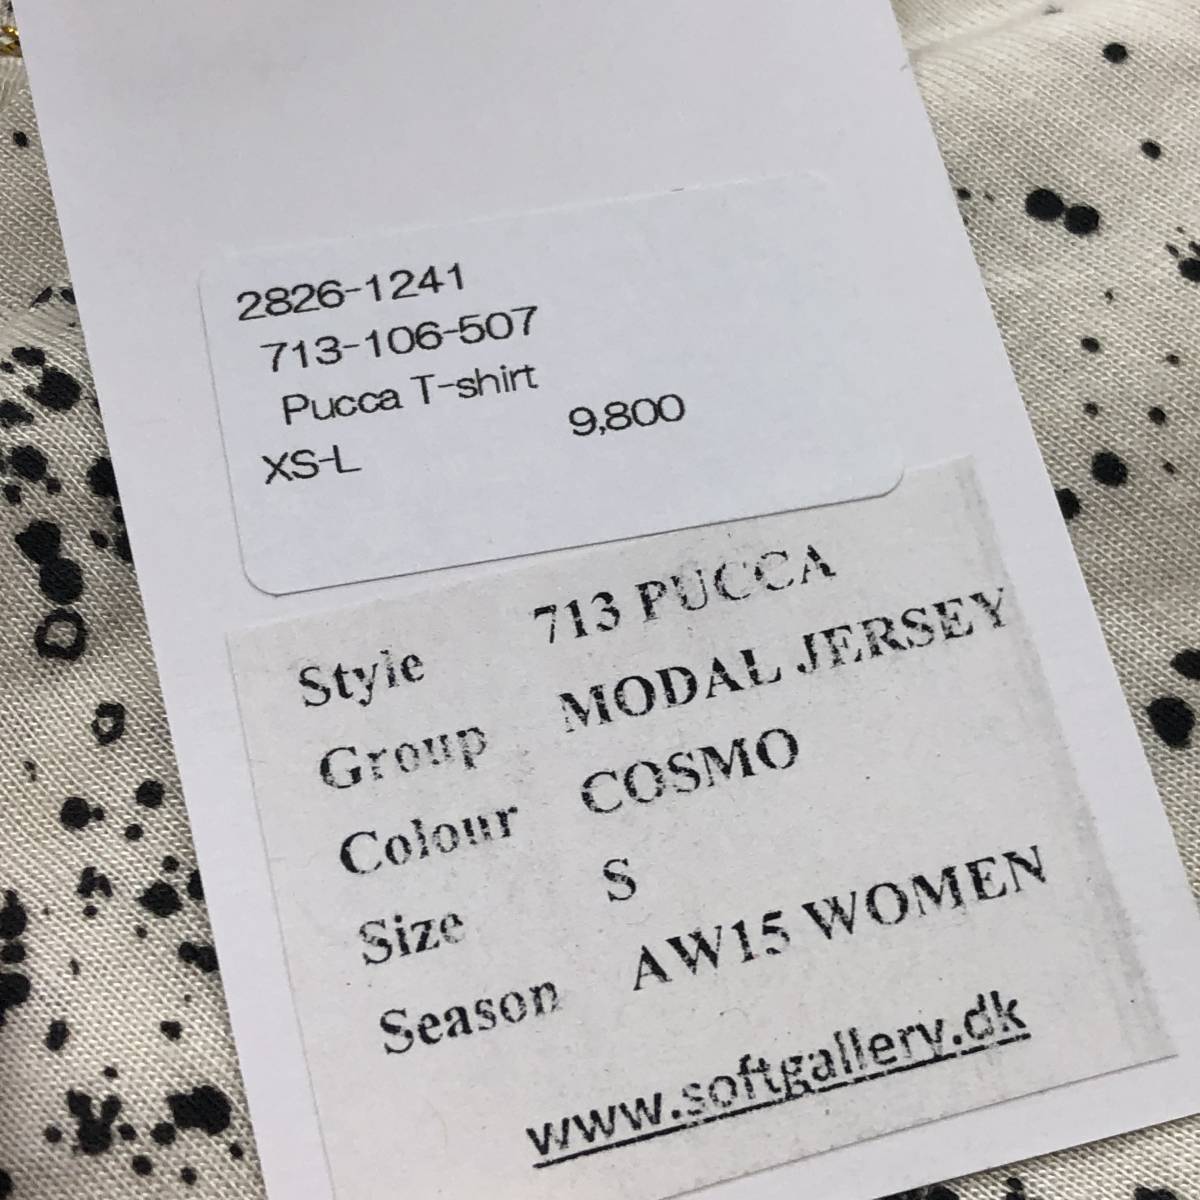 2826-1241
713-106-507
Pucca T-shirt
9,800
XS-L
Style 713 PUCCA
Group MODAL JERSEY
Colour COSMO
Size S
Season AW15 WOMEN
www.softgallery.dk